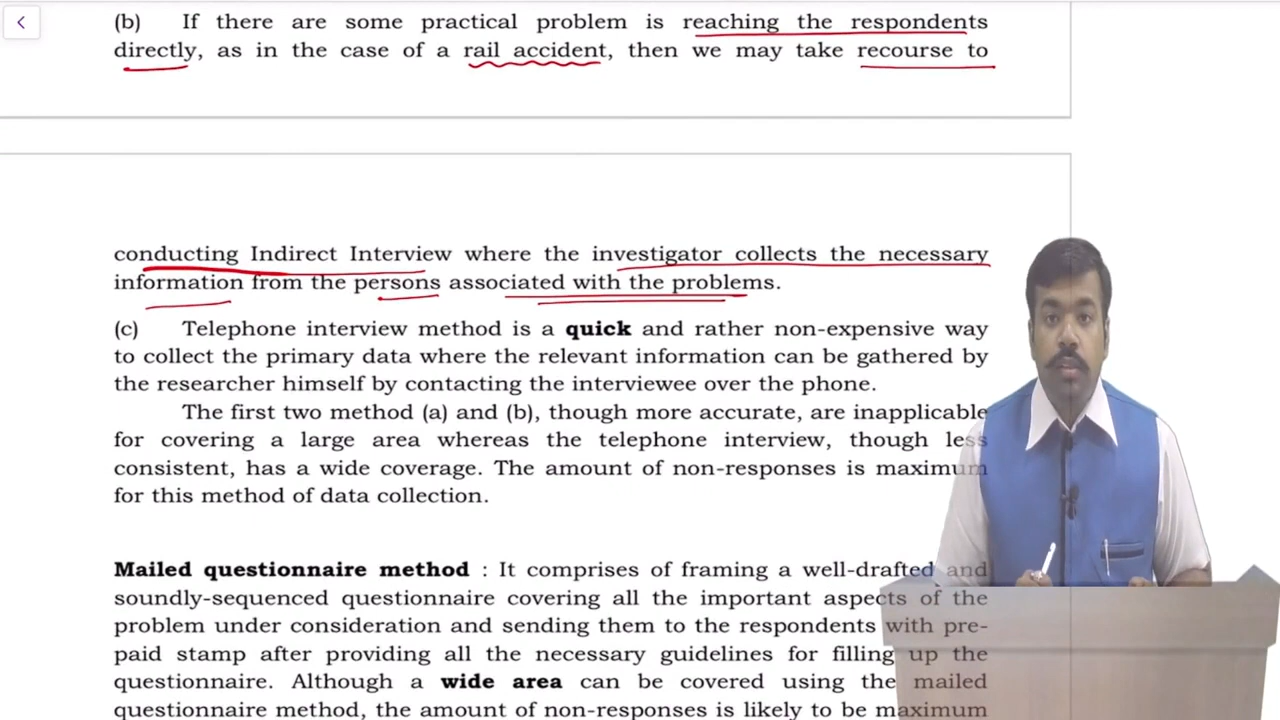 (b) If there are some practical problem is reaching the respondents
directly, as in the case of a rail accident, then we may take recourse to
conducting Indirect Interview where the investigator collects the necessary
information from the persons associated with the problems.
(c) Telephone interview method is a quick and rather non-expensive way
to collect the primary data where the relevant information can be gathered by
the researcher himself by contacting the interviewee over the phone.
The first two method (a) and (b), though more accurate, are inapplicable
for covering a large area whereas the telephone interview, though less
consistent, has a wide coverage. The amount of non-responses is maximum
for this method of data collection.
Mailed questionnaire method : It comprises of framing a well-drafted and
soundly-sequenced questionnaire covering all the important aspects of the
problem under consideration and sending them to the respondents with pre-
paid stamp after providing all the necessary guidelines for filling up the
questionnaire. Although a wide area can be covered using the mailed
questionnaire method, the amount of non-responses is likely to be maximum